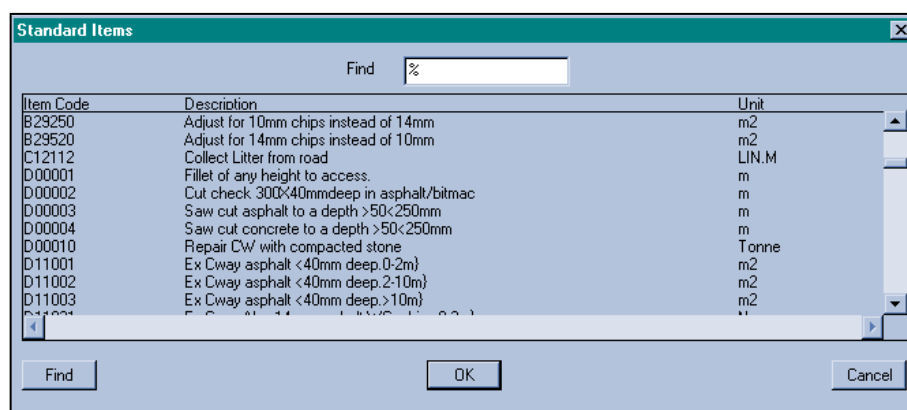 Standard Items
Find %
Item Code Description Unit
B29250 Adjust for 10mm chips instead of 14mm m2
B29520 Adjust for 14mm chips instead of 10mm m2
C12112 Collect Litter from road LIN.M
D00001 Fillet of any height to access. m
D00002 Cut check 300X40mmdeep in asphalt/bitmac m
D00003 Saw cut asphalt to a depth >50<250mm m
D00004 Saw cut concrete to a depth >50<250mm m
D00010 Repair CW with compacted stone Tonne
D11001 Ex Cway asphalt <40mm deep.0-2m} m2
D11002 Ex Cway asphalt <40mm deep.2-10m} m2
D11003 Ex Cway asphalt <40mm deep.>10m} m2
Find OK Cancel